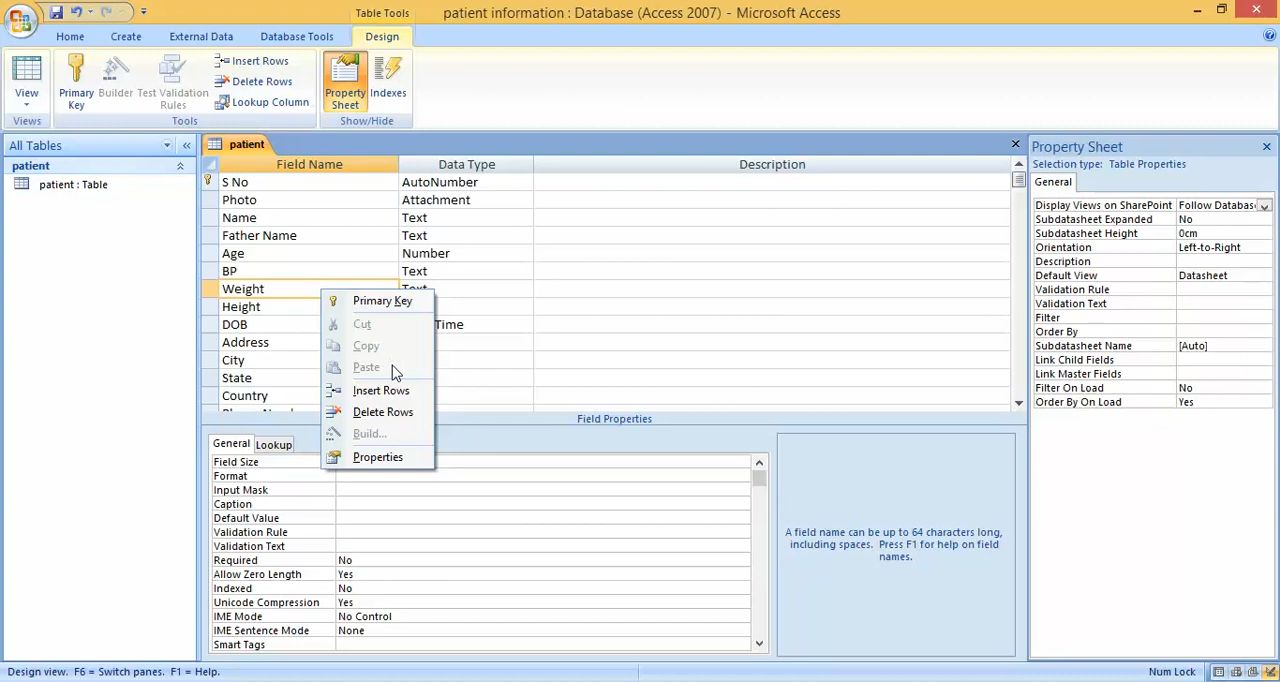 Table Tools
patient information : Database (Access 2007) - Microsoft Access
Home Create External Data Database Tools Design
View
Views
Primary Key
Builder
Test Validation Rules
Insert Rows
Delete Rows
Lookup Column
Tools
Property Sheet
Indexes
Show/Hide
All Tables
patient
patient : Table
patient
Field Name Data Type Description
S No AutoNumber
Photo Attachment
Name Text
Father Name Text
Age Number
BP Text
Weight Text
Height
DOB Time
Address
City
State
Country
Primary Key
Cut
Copy
Paste
Insert Rows
Delete Rows
Build...
Properties
Field Properties
General Lookup
Field Size
Format
Input Mask
Caption
Default Value
Validation Rule
Validation Text
Required No
Allow Zero Length Yes
Indexed No
Unicode Compression Yes
IME Mode No Control
IME Sentence Mode None
Smart Tags
A field name can be up to 64 characters long,
including spaces. Press F1 for help on field
names.
Property Sheet
Selection type: Table Properties
General
Display Views on SharePoint Follow Databas
Subdatasheet Expanded No
Subdatasheet Height 0cm
Orientation Left-to-Right
Description
Default View Datasheet
Validation Rule
Validation Text
Filter
Order By
Subdatasheet Name [Auto]
Link Child Fields
Link Master Fields
Filter On Load No
Order By On Load Yes
Design view. F6 = Switch panes. F1 = Help.
Num Lock